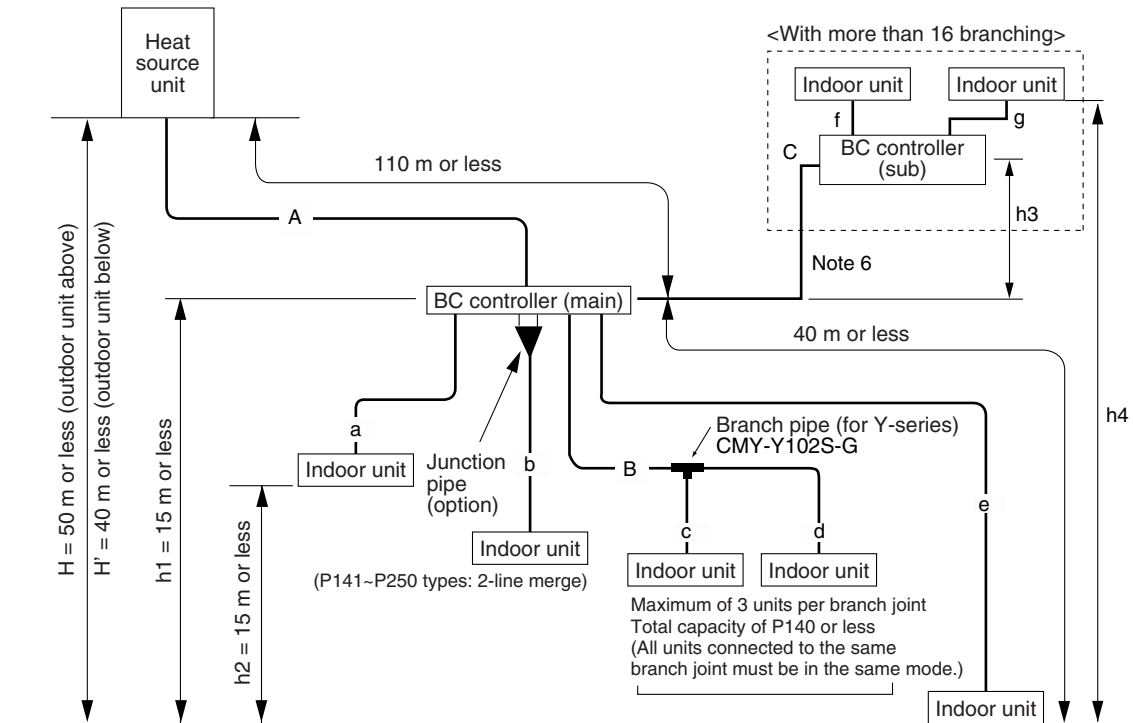 Heat
source
unit
<With more than 16 branching>
Indoor unit
Indoor unit
f
g
C
BC controller
(sub)
110 m or less
h3
A
Note 6
BC controller (main)
40 m or less
H = 50 m or less (outdoor unit above)
H' = 40 m or less (outdoor unit below)
h1 = 15 m or less
h2 = 15 m or less
h4
a
Indoor unit
Junction
pipe
(option)
b
B
Branch pipe (for Y-series)
CMY-Y102S-G
c
d
e
Indoor unit
(P141~P250 types: 2-line merge)
Indoor unit
Indoor unit
Maximum of 3 units per branch joint
Total capacity of P140 or less
(All units connected to the same
branch joint must be in the same mode.)
Indoor unit